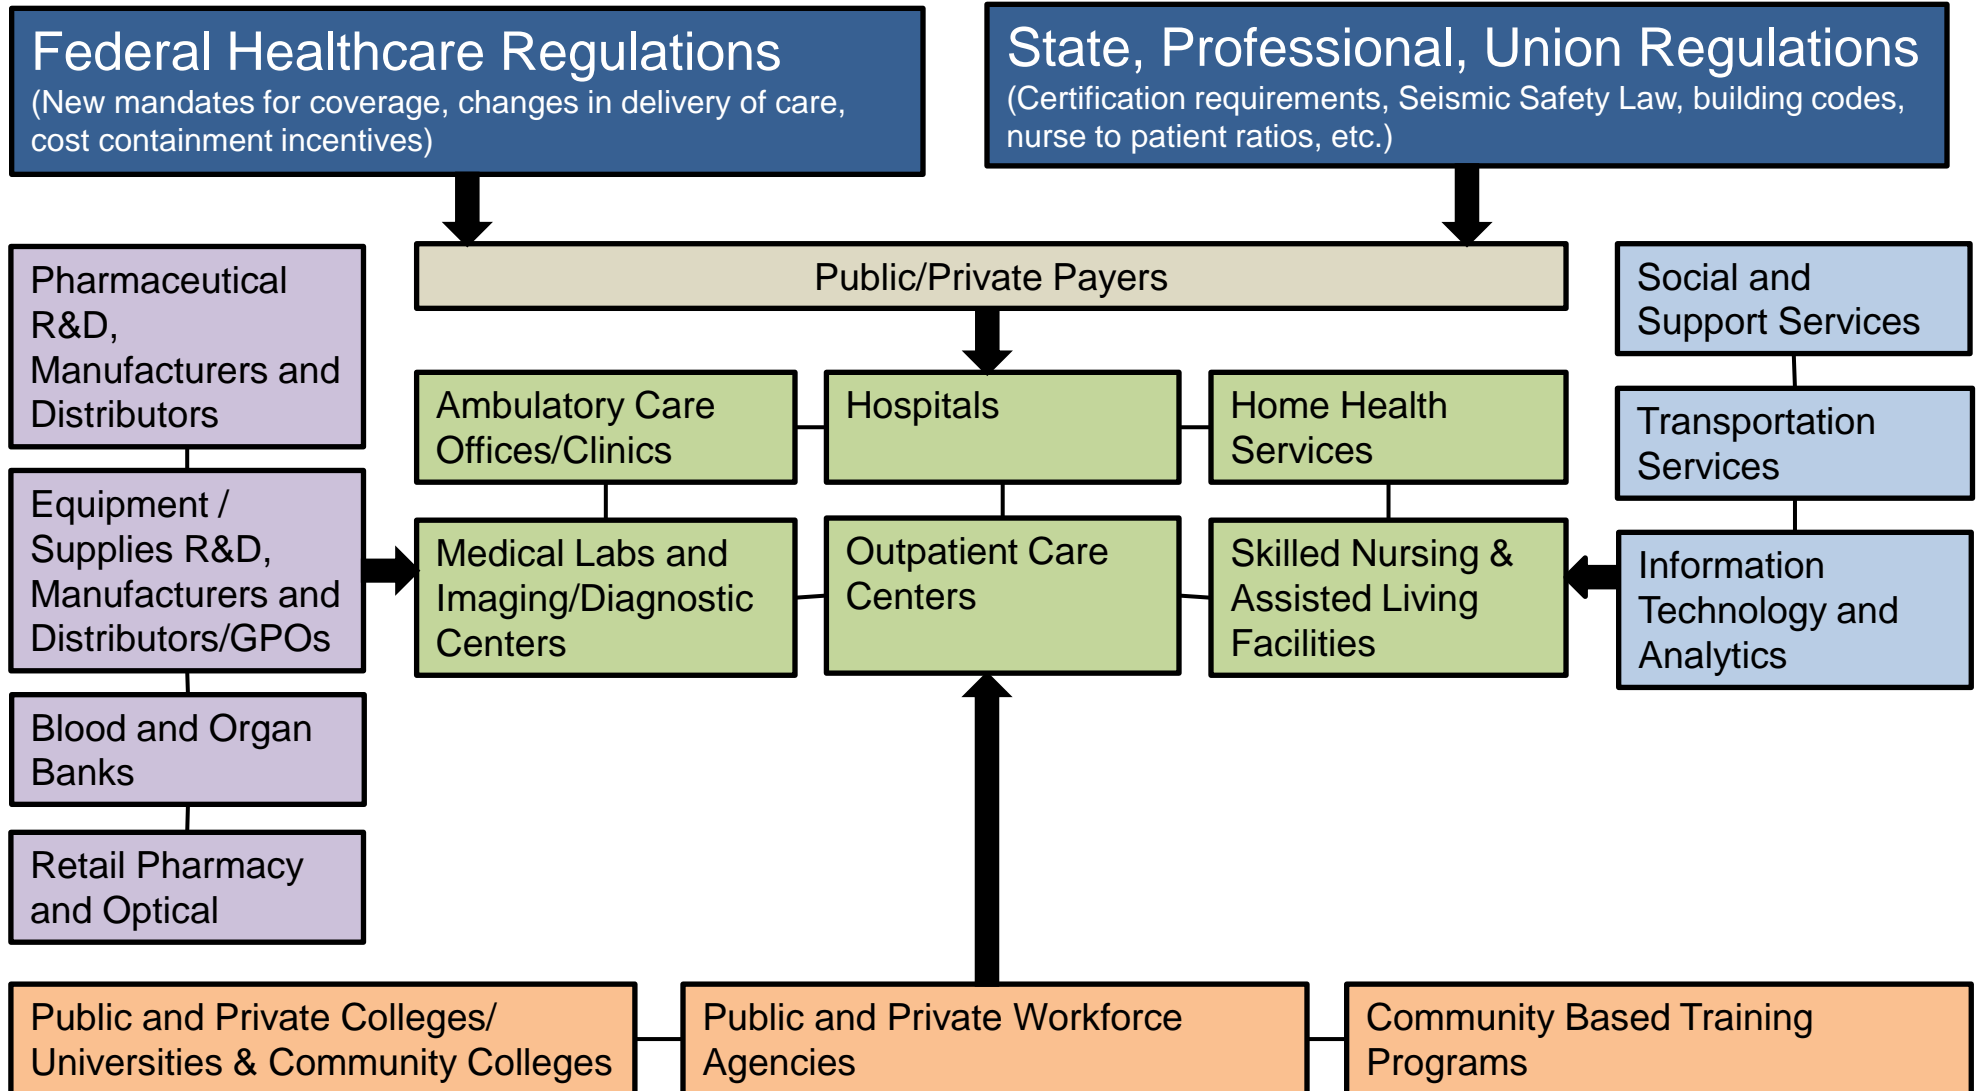 Federal Healthcare Regulations
(New mandates for coverage, changes in delivery of care,
cost containment incentives)
State, Professional, Union Regulations
(Certification requirements, Seismic Safety Law, building codes,
nurse to patient ratios, etc.)
Public/Private Payers
Pharmaceutical
R&D,
Manufacturers and
Distributors
Equipment /
Supplies R&D,
Manufacturers and
Distributors/GPOs
Blood and Organ
Banks
Retail Pharmacy
and Optical
Ambulatory Care
Offices/Clinics
Hospitals
Home Health
Services
Medical Labs and
Imaging/Diagnostic
Centers
Outpatient Care
Centers
Skilled Nursing &
Assisted Living
Facilities
Social and
Support Services
Transportation
Services
Information
Technology and
Analytics
Public and Private Colleges/
Universities & Community Colleges
Public and Private Workforce
Agencies
Community Based Training
Programs